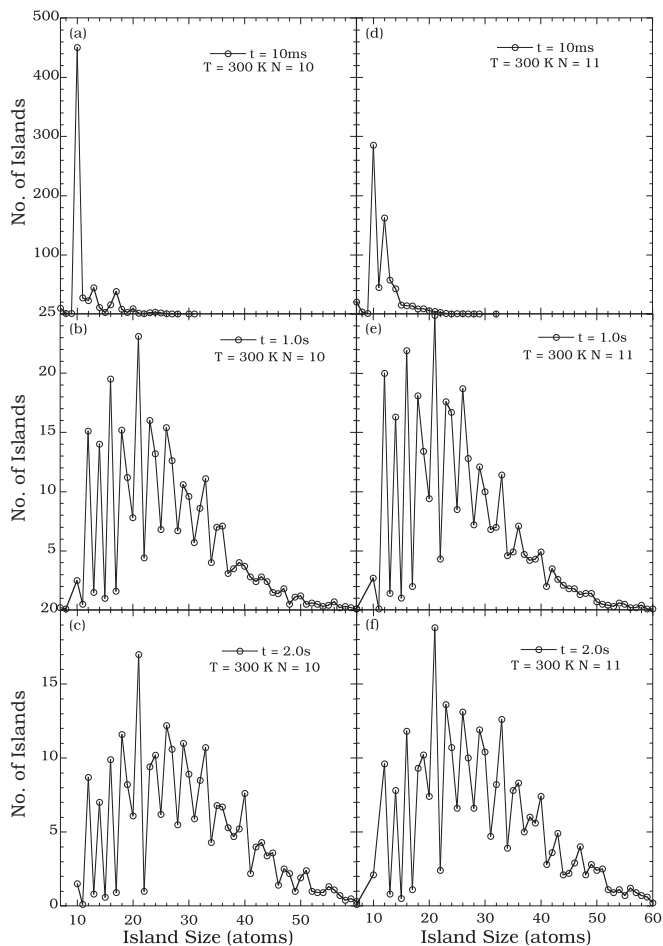 500
(a)
t = 10ms
T = 300 K N = 10
400
300
200
100
No. of Islands
(d)
t = 10ms
T = 300 K N = 11
25
(b)
t = 1.0s
T = 300 K N = 10
20
15
10
5
No. of Islands
(e)
t = 1.0s
T = 300 K N = 11
20
(c)
t = 2.0s
T = 300 K N = 10
15
10
5
0
No. of Islands
(f)
t = 2.0s
T = 300 K N = 11
10 20 30 40 50
10 20 30 40 50 60
Island Size (atoms)
Island Size (atoms)